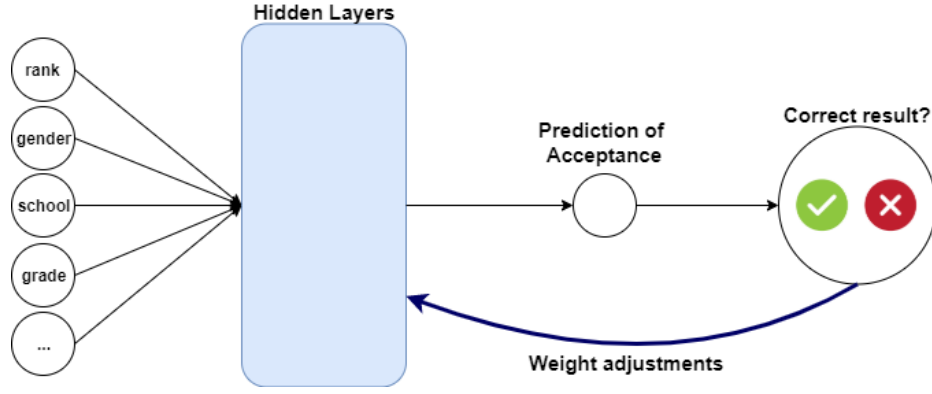 Hidden Layers
rank
gender
school
grade
...
Prediction of
Acceptance
Correct result?
Weight adjustments